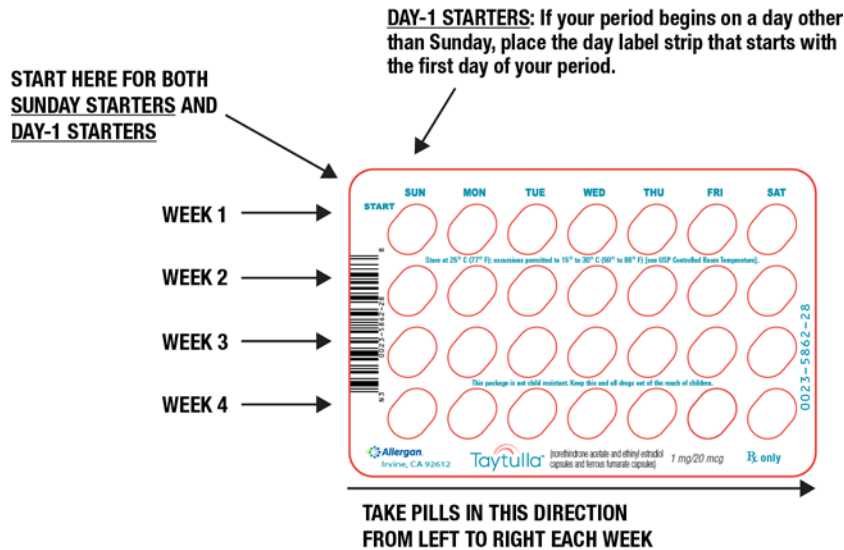 DAY-1 STARTERS: If your period begins on a day other
than Sunday, place the day label strip that starts with
the first day of your period.
START HERE FOR BOTH
SUNDAY STARTERS AND
DAY-1 STARTERS
SUN MON TUE WED THU FRI SAT
START
WEEK 1
Store at 25° C (77° F); excursions permitted to 15° to 30° C (59° to 86° F) [see USP Controlled Room Temperature].
WEEK 2
WEEK 3
This package is not child resistant. Keep this and all drugs out of the reach of children.
WEEK 4
8
0023-5862-28
N3
0023-5862-28
Allergan
Irvine, CA 92612
Taytulla
(norethindrone acetate and ethinyl estradiol
capsules and ferrous fumarate capsules)
1 mg/20 mcg
Rx only
TAKE PILLS IN THIS DIRECTION
FROM LEFT TO RIGHT EACH WEEK